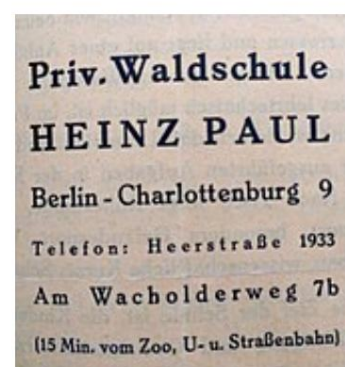 Priv. Waldschule
HEINZ PAUL
Berlin - Charlottenburg 9
Telefon: Heerstraße 1933
Am Wacholderweg 7b
(15 Min. vom Zoo, U- u. Straßenbahn)